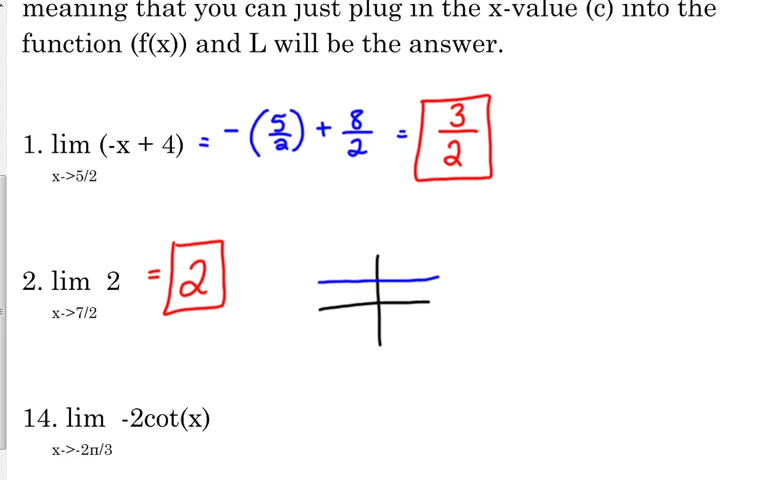 meaning that you can just plug in the x-value (c) into the
function (f(x)) and L will be the answer.
1. lim (-x + 4) = -(5/2) + 8/2 = 3/2
x->5/2
2. lim 2 = 2
x->7/2
14. lim -2cot(x)
x->-2π/3